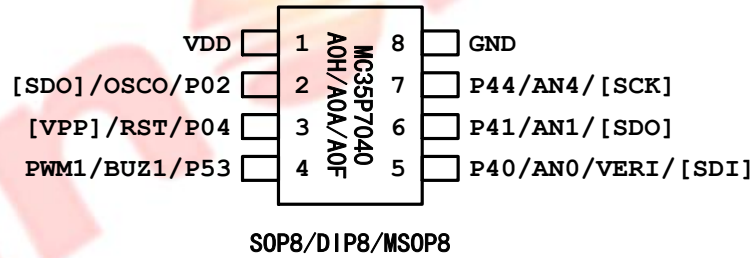 VDD 1 8 GND
[SDO]/OSCO/P02 2 7 P44/AN4/[SCK]
[VPP]/RST/P04 3 6 P41/AN1/[SDO]
PWM1/BUZ1/P53 4 5 P40/AN0/VERI/[SDI]
MC35P7040
A0H/A0A/A0F
SOP8/DIP8/MSOP8